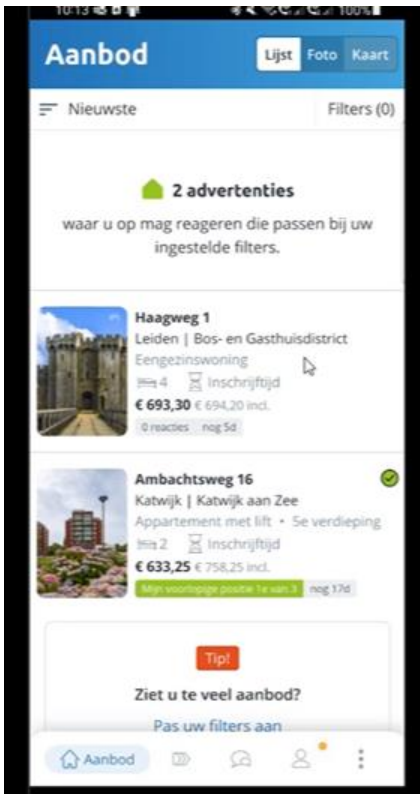 10:13
100%
Aanbod
Lijst Foto Kaart
Nieuwste
Filters (0)
2 advertenties
waar u op mag reageren die passen bij uw
ingestelde filters.
Haagweg 1
Leiden | Bos- en Gasthuisdistrict
Eengezinswoning
4 Inschrijftijd
€ 693,30 € 694,20 incl.
0 reacties nog 5d
Ambachtsweg 16
Katwijk | Katwijk aan Zee
Appartement met lift • 5e verdieping
2 Inschrijftijd
€ 633,25 € 758,25 incl.
Mijn voorlopige positie 1e van 3 nog 17d
Tip!
Ziet u te veel aanbod?
Pas uw filters aan
Aanbod